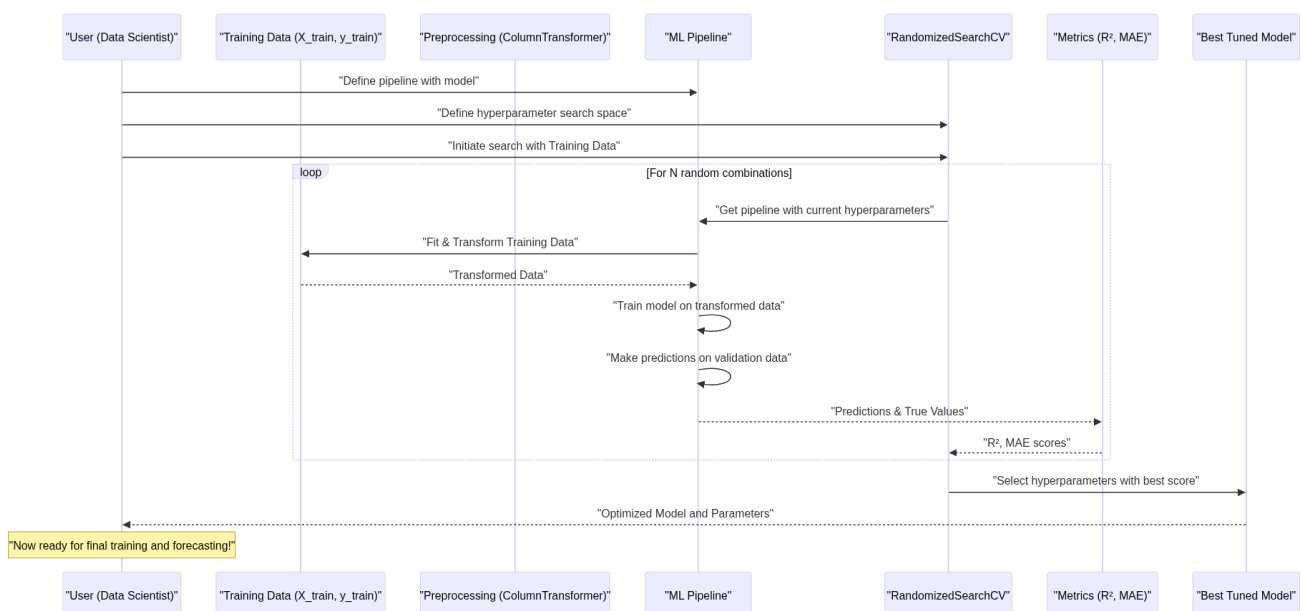 "User (Data Scientist)"
"Training Data (X_train, y_train)"
"Preprocessing (ColumnTransformer)"
"ML Pipeline"
"RandomizedSearchCV"
"Metrics (R², MAE)"
"Best Tuned Model"
"Define pipeline with model"
"Define hyperparameter search space"
"Initiate search with Training Data"
loop
[For N random combinations]
"Get pipeline with current hyperparameters"
"Fit & Transform Training Data"
"Transformed Data"
"Train model on transformed data"
"Make predictions on validation data"
"Predictions & True Values"
"R², MAE scores"
"Select hyperparameters with best score"
"Optimized Model and Parameters"
"Now ready for final training and forecasting!"
"User (Data Scientist)"
"Training Data (X_train, y_train)"
"Preprocessing (ColumnTransformer)"
"ML Pipeline"
"RandomizedSearchCV"
"Metrics (R², MAE)"
"Best Tuned Model"